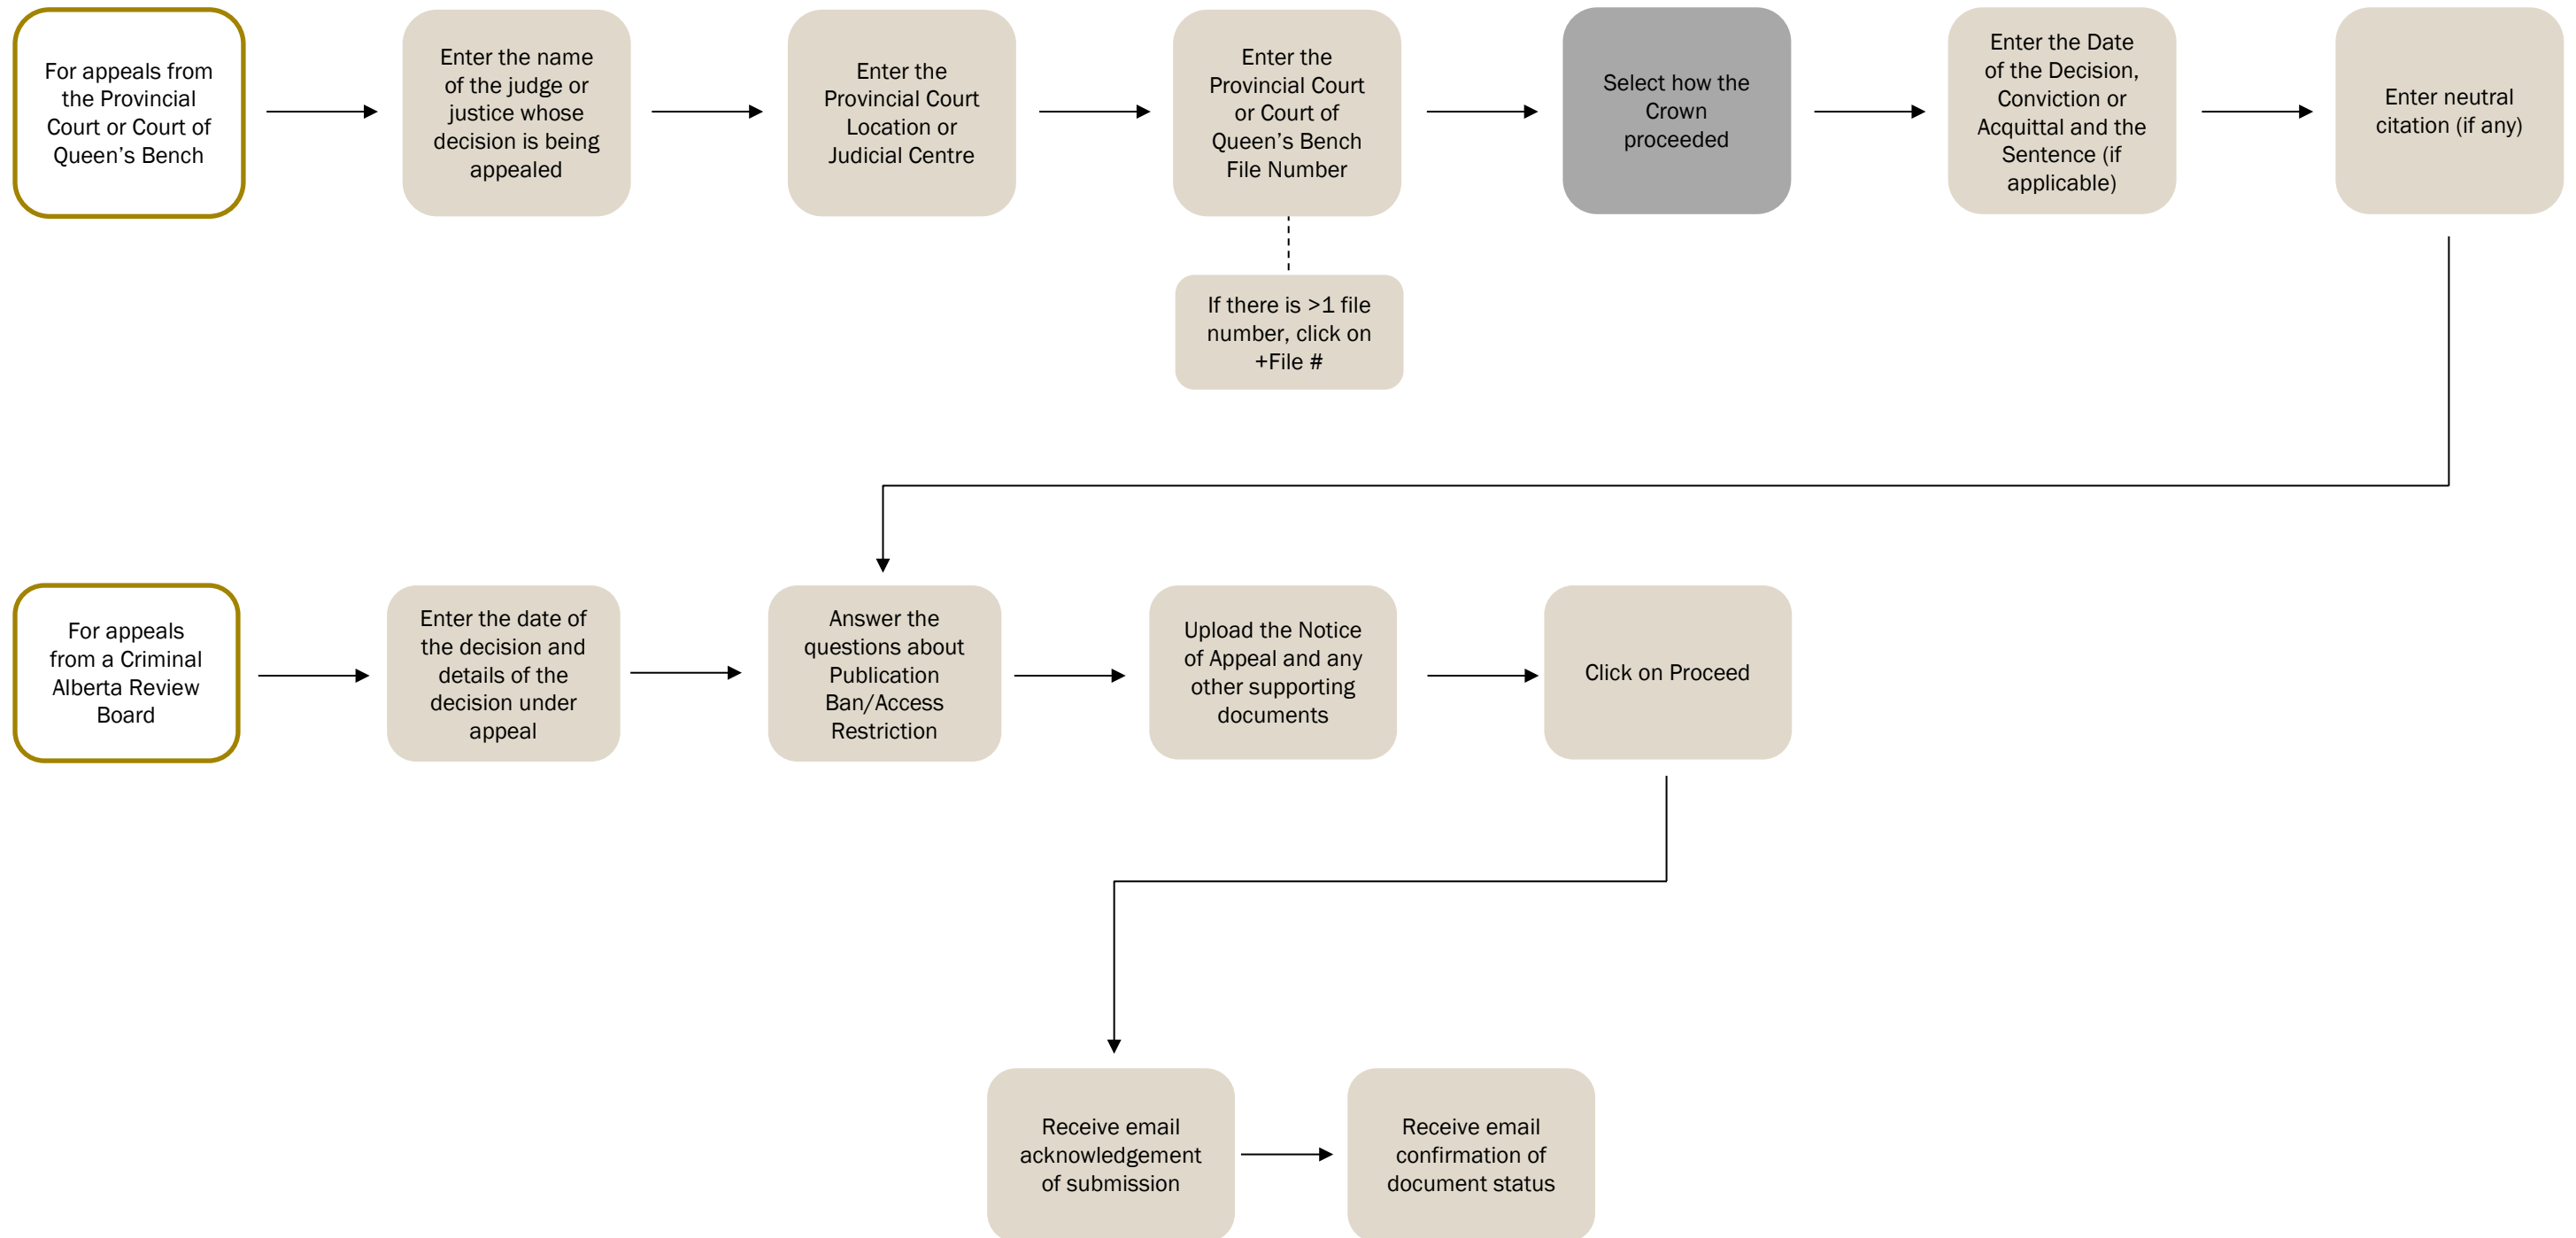 For appeals from
the Provincial
Court or Court of
Queen’s Bench
Enter the name
of the judge or
justice whose
decision is being
appealed
Enter the
Provincial Court
Location or
Judicial Centre
Enter the
Provincial Court
or Court of
Queen’s Bench
File Number
Select how the
Crown
proceeded
Enter the Date
of the Decision,
Conviction or
Acquittal and the
Sentence (if
applicable)
Enter neutral
citation (if any)
If there is >1 file
number, click on
+File #
For appeals
from a Criminal
Alberta Review
Board
Enter the date of
the decision and
details of the
decision under
appeal
Answer the
questions about
Publication
Ban/Access
Restriction
Upload the Notice
of Appeal and any
other supporting
documents
Click on Proceed
Receive email
acknowledgement
of submission
Receive email
confirmation of
document status